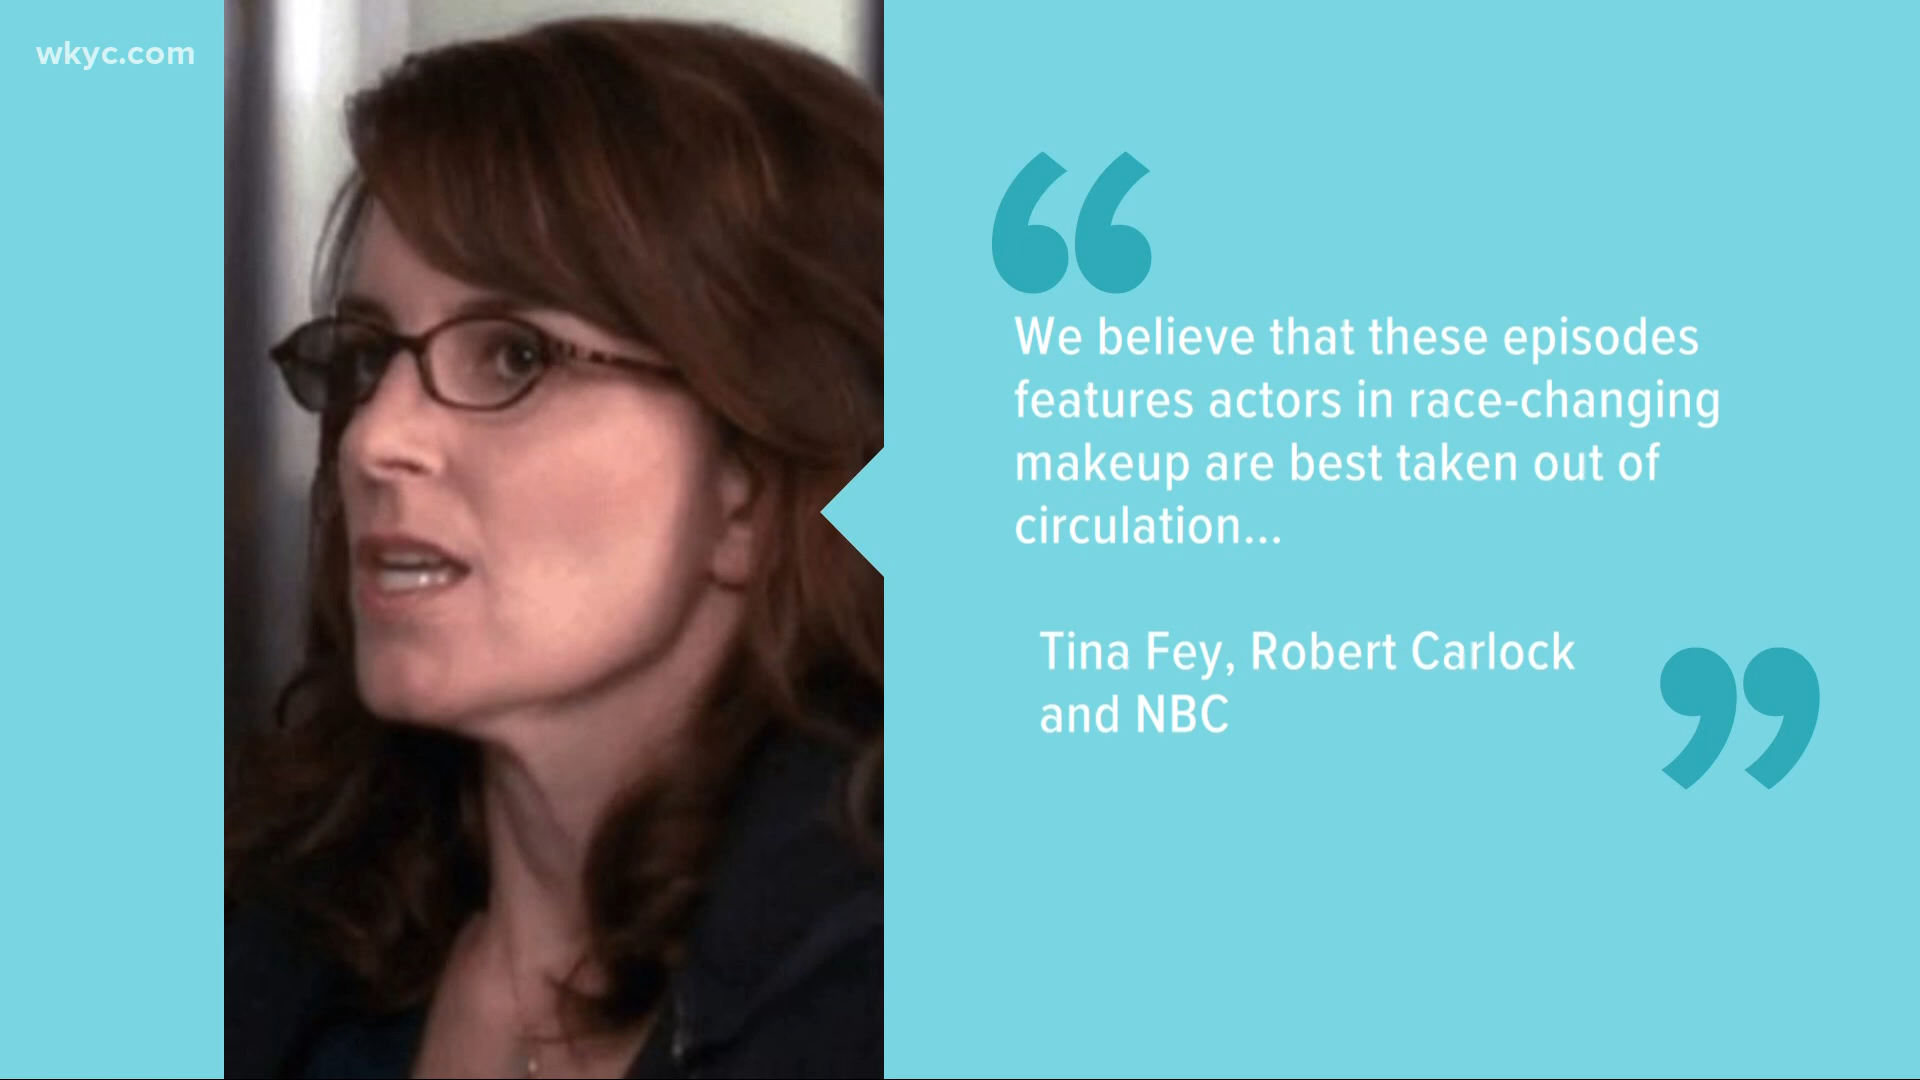 wkyc.com
We believe that these episodes
features actors in race-changing
makeup are best taken out of
circulation...
Tina Fey, Robert Carlock
and NBC